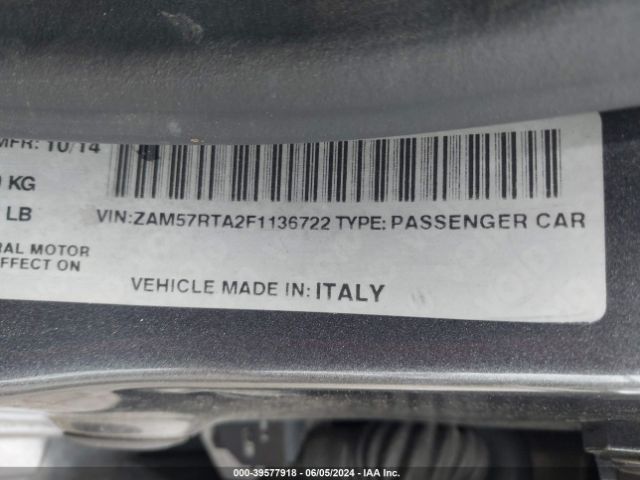 MFR: 10/14
KG
LB
VIN:ZAM57RTA2F1136722 TYPE: PASSENGER CAR
RAL MOTOR
FFECT ON
VEHICLE MADE IN: ITALY
000-39577918 | 06/05/2024 | IAA Inc.